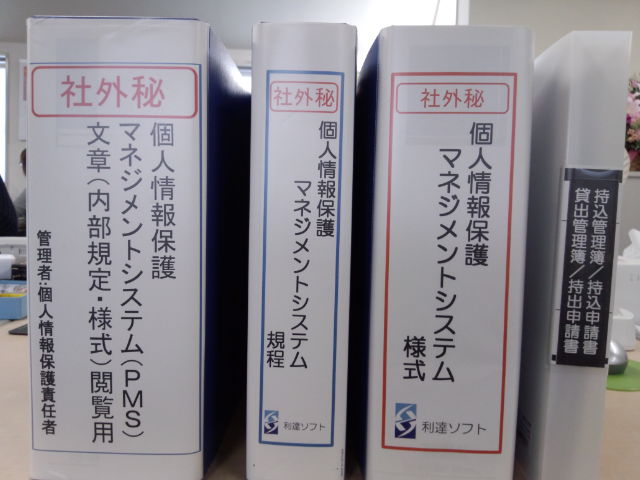 社外秘
個人情報保護
マネジメントシステム(PMS)
文章(内部規定・様式)閲覧用
管理者:個人情報保護責任者
社外秘
個人情報保護
マネジメントシステム
規程
利達ソフト
社外秘
個人情報保護
マネジメントシステム
様式
利達ソフト
持込管理簿/持込申請書
貸出管理簿/持出申請書